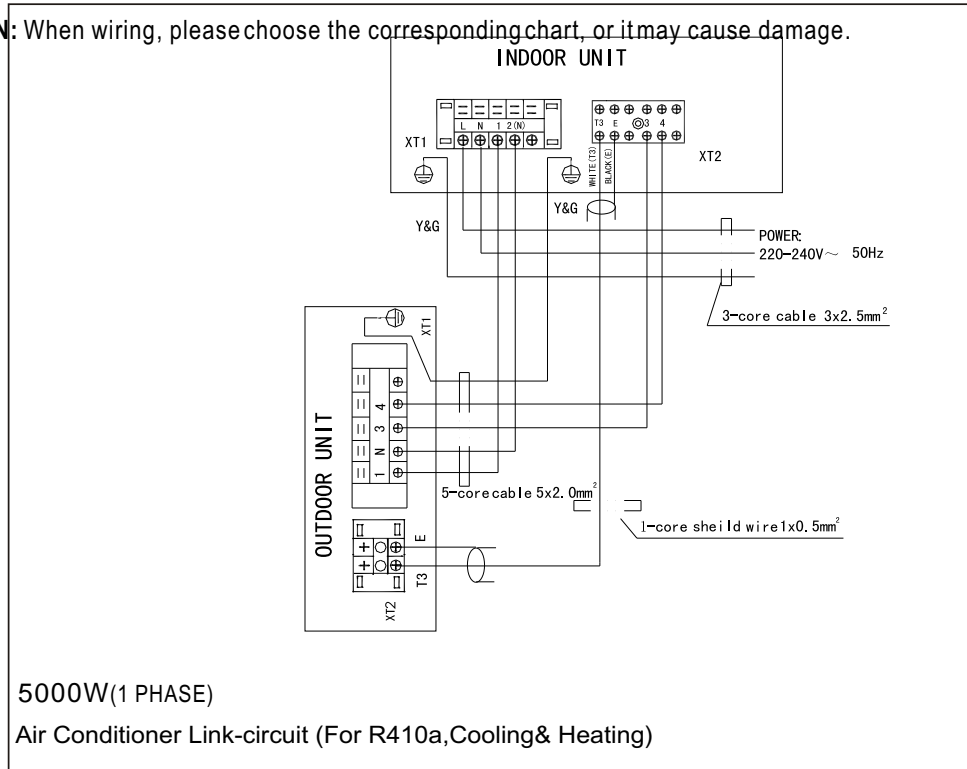 N: When wiring, please choose the corresponding chart, or it may cause damage.
INDOOR UNIT
L N 1 2(N)
XT1
T3 E 3 4
XT2
WHITE(T3)
BLACK(E)
Y&G
Y&G
POWER:
220-240V～ 50Hz
3-core cable 3x2.5mm²
XT1
OUTDOOR UNIT
4
3
N
1
5-core cable 5x2.0mm²
1-core sheild wire 1x0.5mm²
E
T3
XT2
5000W(1 PHASE)
Air Conditioner Link-circuit (For R410a,Cooling& Heating)